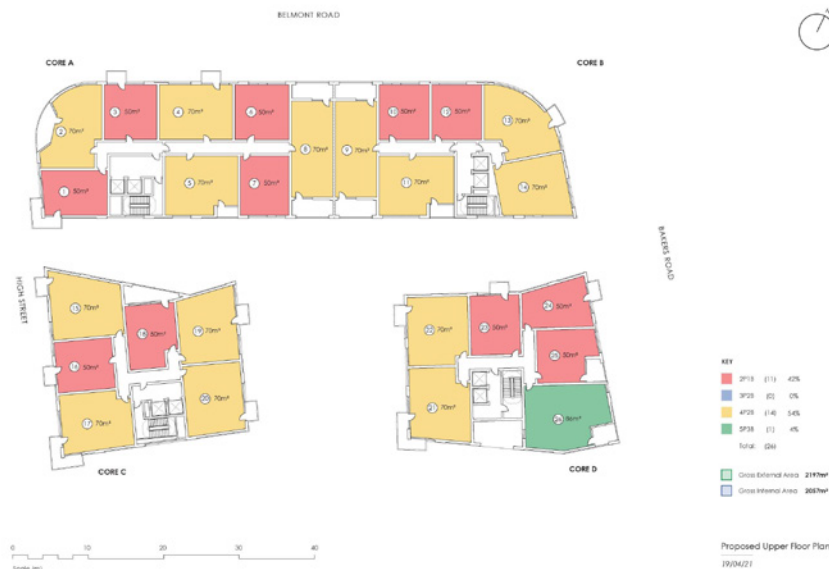 BELMONT ROAD
N
CORE A
CORE B
3 50m²
4 70m²
6 50m²
10 50m²
12 50m²
2 70m²
13 70m²
8 70m²
9 70m²
1 50m²
5 70m²
7 50m²
11 70m²
14 70m²
HIGH STREET
BAKERS ROAD
15 70m²
18 50m²
19 70m²
16 50m²
17 70m²
20 70m²
22 70m²
23 50m²
24 50m²
25 50m²
21 70m²
26 86m²
CORE C
CORE D
KEY
2P1B (11) 42%
3P2B (0) 0%
4P2B (14) 54%
5P3B (1) 4%
Total: (26)
Gross External Area 2197m²
Gross Internal Area 2057m²
0 10 20 30 40
Scale (m)
Proposed Upper Floor Plan
19/04/21